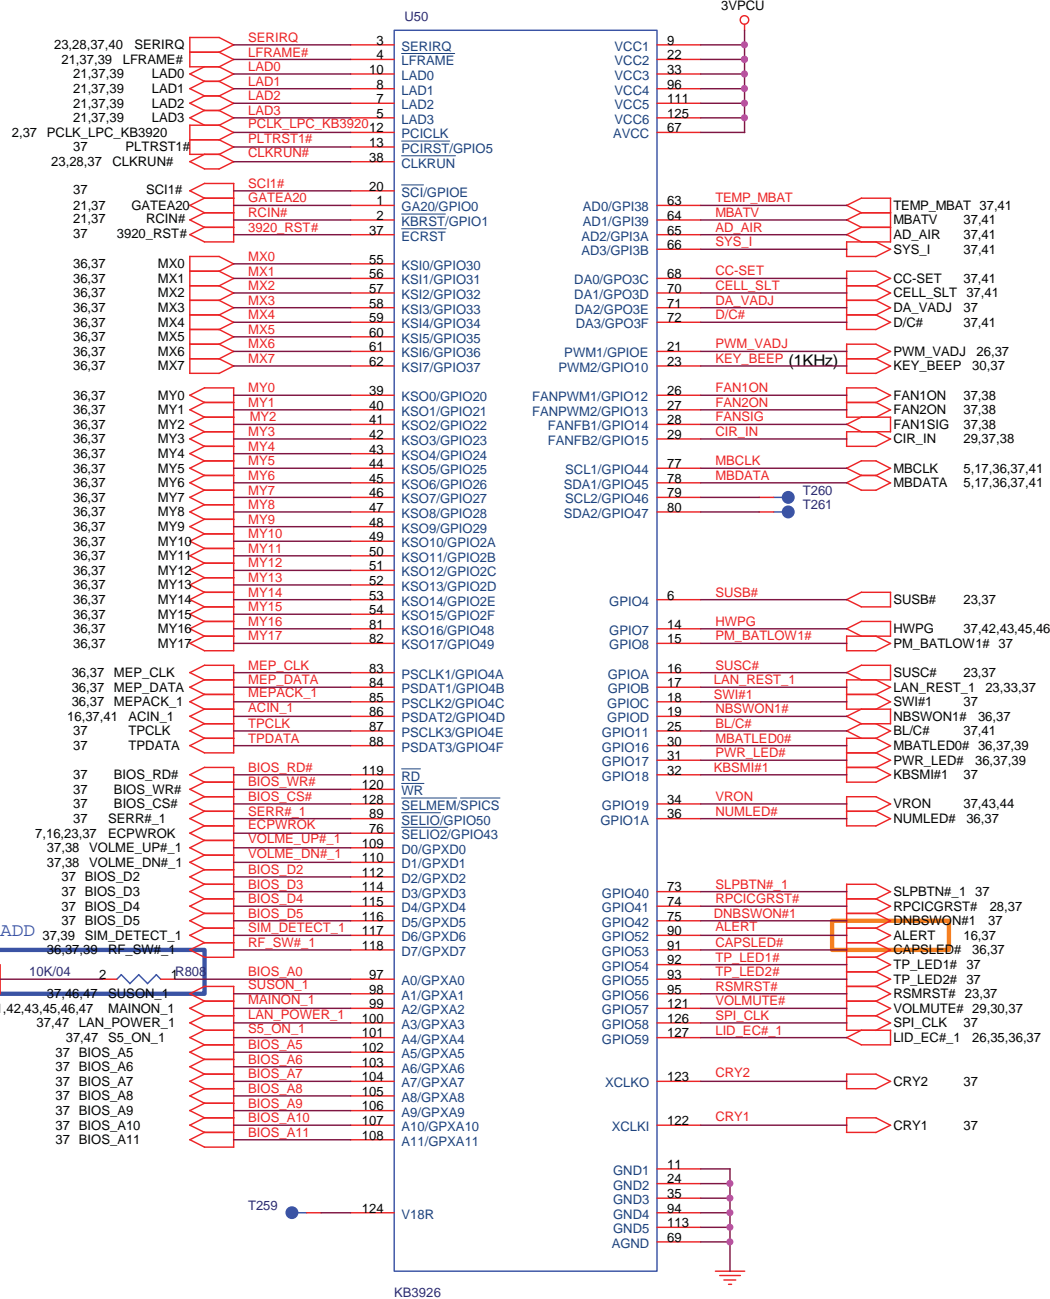 3VPCU
U50
23,28,37,40 SERIRQ SERIRQ 3 SERIRQ VCC1 9
21,37,39 LFRAME# LFRAME# 4 LFRAME VCC2 22
21,37,39 LAD0 LAD0 10 LAD0 VCC3 33
21,37,39 LAD1 LAD1 8 LAD1 VCC4 96
21,37,39 LAD2 LAD2 7 LAD2 VCC5 111
21,37,39 LAD3 LAD3 5 LAD3 VCC6 125
2,37 PCLK_LPC_KB3920 PCLK_LPC_KB3920 12 PCICLK AVCC 67
37 PLTRST1# PLTRST1# 13 PCIRST/GPIO5
23,28,37 CLKRUN# CLKRUN# 38 CLKRUN
37 SCI1# SCI1# 20 SCI/GPIOE
21,37 GATEA20 GATEA20 1 GA20/GPIO0 AD0/GPI38 63 TEMP_MBAT TEMP_MBAT 37,41
21,37 RCIN# RCIN# 2 KBRST/GPIO1 AD1/GPI39 64 MBATV MBATV 37,41
37 3920_RST# 3920_RST# 37 ECRST AD2/GPI3A 65 AD_AIR AD_AIR 37,41
AD3/GPI3B 66 SYS_I SYS_I 37,41
36,37 MX0 MX0 55 KSI0/GPIO30
36,37 MX1 MX1 56 KSI1/GPIO31 DA0/GPO3C 68 CC-SET CC-SET 37,41
36,37 MX2 MX2 57 KSI2/GPIO32 DA1/GPO3D 70 CELL_SLT CELL_SLT 37,41
36,37 MX3 MX3 58 KSI3/GPIO33 DA2/GPO3E 71 DA_VADJ DA_VADJ 37
36,37 MX4 MX4 59 KSI4/GPIO34 DA3/GPO3F 72 D/C# D/C# 37,41
36,37 MX5 MX5 60 KSI5/GPIO35
36,37 MX6 MX6 61 KSI6/GPIO36 PWM1/GPIOE 21 PWM_VADJ PWM_VADJ 26,37
36,37 MX7 MX7 62 KSI7/GPIO37 PWM2/GPIO10 23 KEY_BEEP (1KHz) KEY_BEEP 30,37
36,37 MY0 MY0 39 KSO0/GPIO20 FANPWM1/GPIO12 26 FAN1ON FAN1ON 37,38
36,37 MY1 MY1 40 KSO1/GPIO21 FANPWM2/GPIO13 27 FAN2ON FAN2ON 37,38
36,37 MY2 MY2 41 KSO2/GPIO22 FANFB1/GPIO14 28 FANSIG FAN1SIG 37,38
36,37 MY3 MY3 42 KSO3/GPIO23 FANFB2/GPIO15 29 CIR_IN CIR_IN 29,37,38
36,37 MY4 MY4 43 KSO4/GPIO24
36,37 MY5 MY5 44 KSO5/GPIO25 SCL1/GPIO44 77 MBCLK MBCLK 5,17,36,37,41
36,37 MY6 MY6 45 KSO6/GPIO26 SDA1/GPIO45 78 MBDATA MBDATA 5,17,36,37,41
36,37 MY7 MY7 46 KSO7/GPIO27 SCL2/GPIO46 79 T260
36,37 MY8 MY8 47 KSO8/GPIO28 SDA2/GPIO47 80 T261
36,37 MY9 MY9 48 KSO9/GPIO29
36,37 MY10 MY10 49 KSO10/GPIO2A
36,37 MY11 MY11 50 KSO11/GPIO2B
36,37 MY12 MY12 51 KSO12/GPIO2C
36,37 MY13 MY13 52 KSO13/GPIO2D
36,37 MY14 MY14 53 KSO14/GPIO2E GPIO4 6 SUSB# SUSB# 23,37
36,37 MY15 MY15 54 KSO15/GPIO2F
36,37 MY16 MY16 81 KSO16/GPIO48 GPIO7 14 HWPG HWPG 37,42,43,45,46
36,37 MY17 MY17 82 KSO17/GPIO49 GPIO8 15 PM_BATLOW1# PM_BATLOW1# 37
36,37 MEP_CLK MEP_CLK 83 PSCLK1/GPIO4A GPIOA 16 SUSC# SUSC# 23,37
36,37 MEP_DATA MEP_DATA 84 PSDAT1/GPIO4B GPIOB 17 LAN_REST_1 LAN_REST_1 23,33,37
36,37 MEPACK_1 MEPACK_1 85 PSCLK2/GPIO4C GPIOC 18 SWI#1 SWI#1 37
16,37,41 ACIN_1 ACIN_1 86 PSDAT2/GPIO4D GPIOD 19 NBSWON1# NBSWON1# 36,37
37 TPCLK TPCLK 87 PSCLK3/GPIO4E GPIO11 25 BL/C# BL/C# 37,41
37 TPDATA TPDATA 88 PSDAT3/GPIO4F GPIO16 30 MBATLED0# MBATLED0# 36,37,39
GPIO17 31 PWR_LED# PWR_LED# 36,37,39
37 BIOS_RD# BIOS_RD# 119 RD GPIO18 32 KBSMI#1 KBSMI#1 37
37 BIOS_WR# BIOS_WR# 120 WR
37 BIOS_CS# BIOS_CS# 128 SELMEM/SPICS GPIO19 34 VRON VRON 37,43,44
37 SERR#_1 SERR#_1 89 SELIO/GPIO50 GPIO1A 36 NUMLED# NUMLED# 36,37
7,16,23,37 ECPWROK ECPWROK 76 SELIO2/GPIO43
37,38 VOLME_UP#_1 VOLUME_UP#_1 109 D0/GPXD0
37,38 VOLME_DN#_1 VOLUME_DN#_1 110 D1/GPXD1
37 BIOS_D2 BIOS_D2 112 D2/GPXD2
37 BIOS_D3 BIOS_D3 114 D3/GPXD3 GPIO40 73 SLPBTN#_1 SLPBTN#_1 37
37 BIOS_D4 BIOS_D4 115 D4/GPXD4 GPIO41 74 RPCICGRST# RPCICGRST# 28,37
37 BIOS_D5 BIOS_D5 116 D5/GPXD5 GPIO42 75 DNBSWON#1 DNBSWON#1 37
ADD 37,39 SIM_DETECT_1 SIM_DETECT_1 117 D6/GPXD6 GPIO52 90 ALERT ALERT 16,37
36,37,39 RF_SW#_1 RF_SW#_1 118 D7/GPXD7 GPIO53 91 CAPSLED# CAPSLED# 36,37
GPIO54 92 TP_LED1# TP_LED1# 37
10K/04 2 1 R808 BIOS_A0 97 A0/GPXA0 GPIO55 93 TP_LED2# TP_LED2# 37
37,46,47 SUSON_1 SUSON_1 98 A1/GPXA1 GPIO56 95 RSMRST# RSMRST# 23,37
,42,43,45,46,47 MAINON_1 MAINON_1 99 A2/GPXA2 GPIO57 121 VOLMUTE# VOLMUTE# 29,30,37
37,47 LAN_POWER_1 LAN_POWER_1 100 A3/GPXA3 GPIO58 126 SPI_CLK SPI_CLK 37
37,47 S5_ON_1 S5_ON_1 101 A4/GPXA4 GPIO59 127 LID_EC#_1 LID_EC#_1 26,35,36,37
37 BIOS_A5 BIOS_A5 102 A5/GPXA5
37 BIOS_A6 BIOS_A6 103 A6/GPXA6
37 BIOS_A7 BIOS_A7 104 A7/GPXA7 XCLKO 123 CRY2 CRY2 37
37 BIOS_A8 BIOS_A8 105 A8/GPXA8
37 BIOS_A9 BIOS_A9 106 A9/GPXA9
37 BIOS_A10 BIOS_A10 107 A10/GPXA10 XCLKI 122 CRY1 CRY1 37
37 BIOS_A11 BIOS_A11 108 A11/GPXA11
GND1 11
GND2 24
GND3 35
T259 124 V18R GND4 94
GND5 113
AGND 69
KB3926